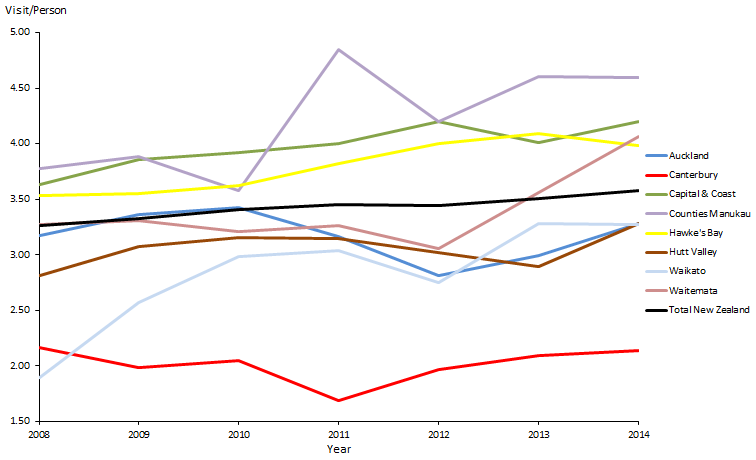 Visit/Person
5.00
4.50
4.00
3.50
3.00
2.50
2.00
1.50
2008 2009 2010 2011 2012 2013 2014
Year
Auckland
Canterbury
Capital & Coast
Counties Manukau
Hawke's Bay
Hutt Valley
Waikato
Waitemata
Total New Zealand